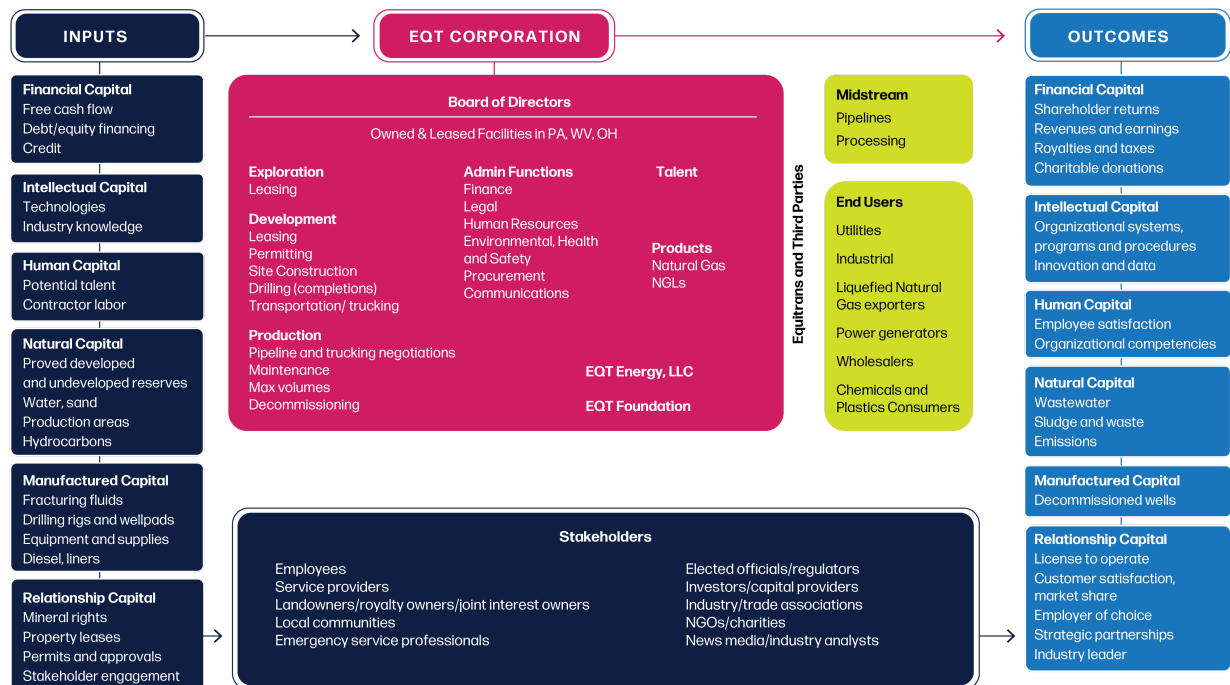 INPUTS
Financial Capital
Free cash flow
Debt/equity financing
Credit
Intellectual Capital
Technologies
Industry knowledge
Human Capital
Potential talent
Contractor labor
Natural Capital
Proved developed
and undeveloped reserves
Water, sand
Production areas
Hydrocarbons
Manufactured Capital
Fracturing fluids
Drilling rigs and wellpads
Equipment and supplies
Diesel, liners
Relationship Capital
Mineral rights
Property leases
Permits and approvals
Stakeholder engagement
EQT CORPORATION
Board of Directors
Owned & Leased Facilities in PA, WV, OH
Exploration
Leasing
Development
Leasing
Permitting
Site Construction
Drilling (completions)
Transportation/ trucking
Production
Pipeline and trucking negotiations
Maintenance
Max volumes
Decommissioning
Admin Functions
Finance
Legal
Human Resources
Environmental, Health
and Safety
Procurement
Communications
Talent
Products
Natural Gas
NGLs
EQT Energy, LLC
EQT Foundation
Equitrans and Third Parties
Midstream
Pipelines
Processing
End Users
Utilities
Industrial
Liquefied Natural
Gas exporters
Power generators
Wholesalers
Chemicals and
Plastics Consumers
Stakeholders
Employees
Service providers
Landowners/royalty owners/joint interest owners
Local communities
Emergency service professionals
Elected officials/regulators
Investors/capital providers
Industry/trade associations
NGOs/charities
News media/industry analysts
OUTCOMES
Financial Capital
Shareholder returns
Revenues and earnings
Royalties and taxes
Charitable donations
Intellectual Capital
Organizational systems,
programs and procedures
Innovation and data
Human Capital
Employee satisfaction
Organizational competencies
Natural Capital
Wastewater
Sludge and waste
Emissions
Manufactured Capital
Decommissioned wells
Relationship Capital
License to operate
Customer satisfaction,
market share
Employer of choice
Strategic partnerships
Industry leader